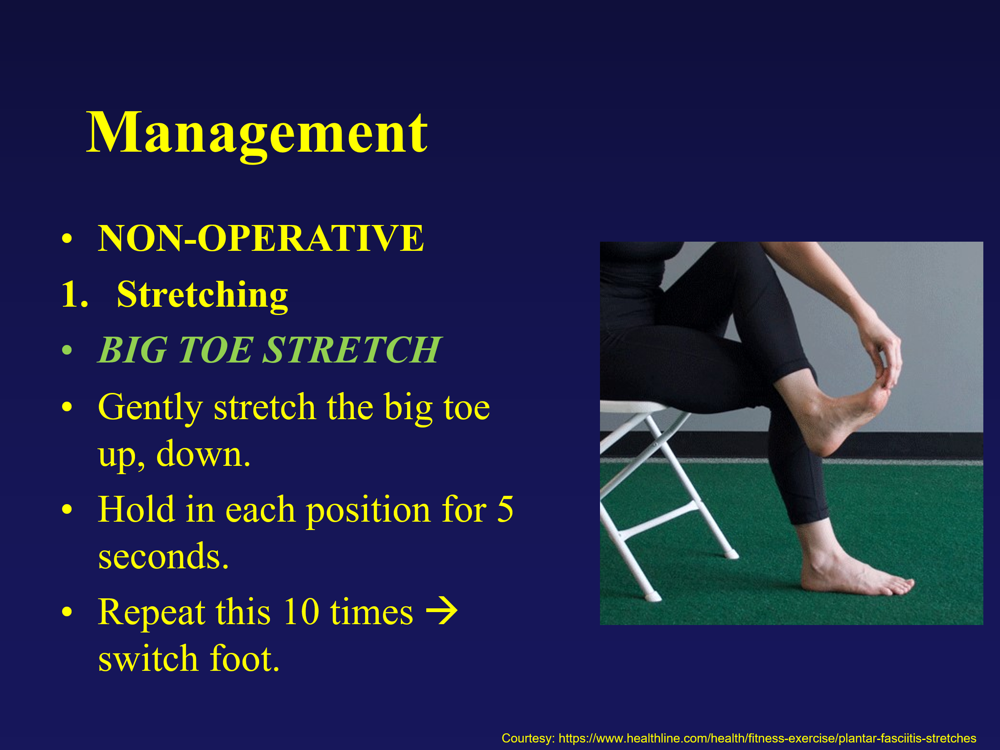 Management
• NON-OPERATIVE
1. Stretching
• BIG TOE STRETCH
• Gently stretch the big toe
up, down.
• Hold in each position for 5
seconds.
• Repeat this 10 times →
switch foot.
Courtesy: https://www.healthline.com/health/fitness-exercise/plantar-fasciitis-stretches